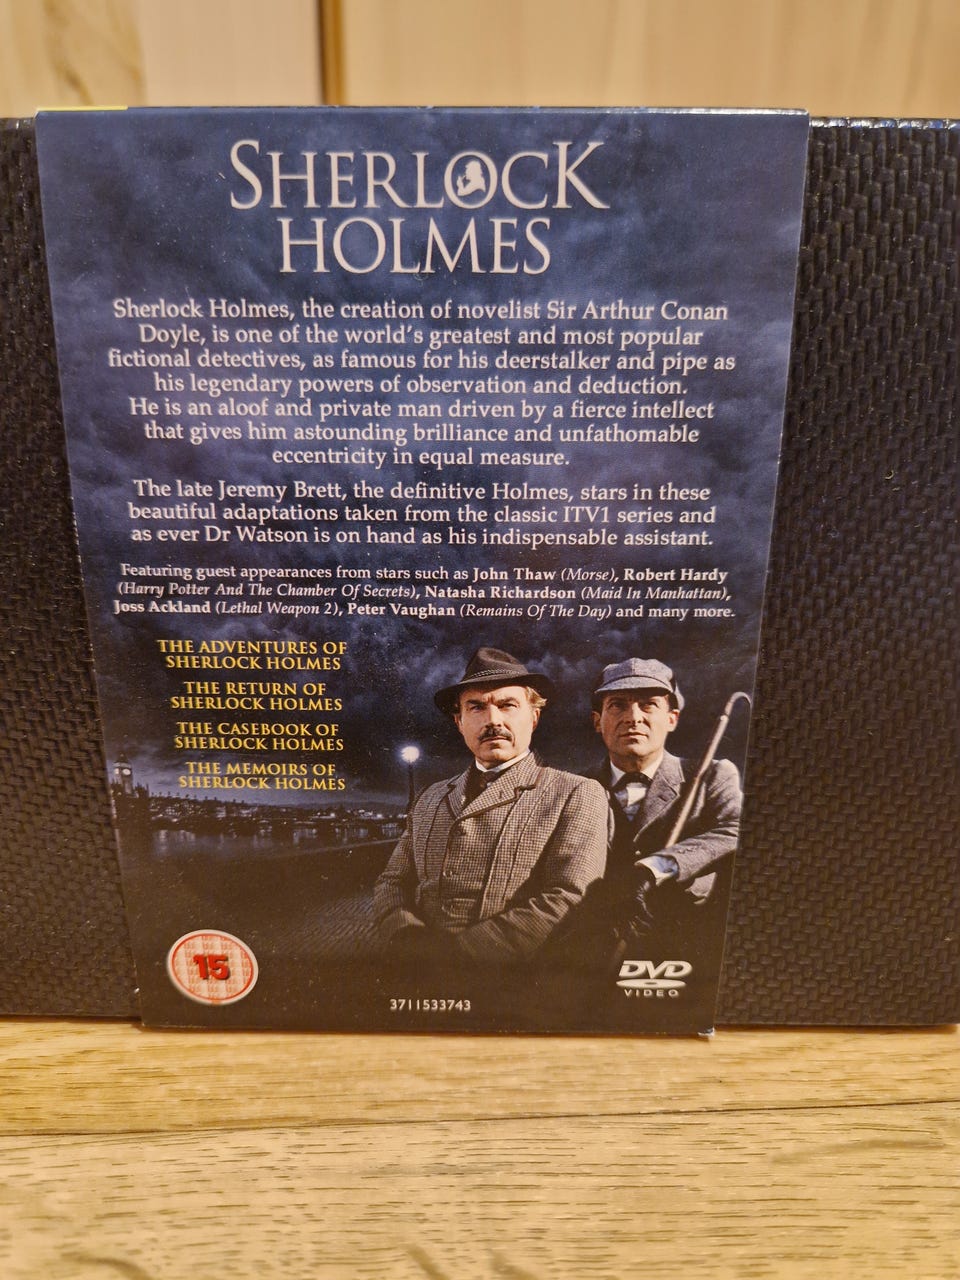 SHERLOCK
HOLMES
Sherlock Holmes, the creation of novelist Sir Arthur Conan
Doyle, is one of the world's greatest and most popular
fictional detectives, as famous for his deerstalker and pipe as
his legendary powers of observation and deduction.
He is an aloof and private man driven by a fierce intellect
that gives him astounding brilliance and unfathomable
eccentricity in equal measure.
The late Jeremy Brett, the definitive Holmes, stars in these
beautiful adaptations taken from the classic ITV1 series and
as ever Dr Watson is on hand as his indispensable assistant.
Featuring guest appearances from stars such as John Thaw (Morse), Robert Hardy
(Harry Potter And The Chamber Of Secrets), Natasha Richardson (Maid In Manhattan),
Joss Ackland (Lethal Weapon 2), Peter Vaughan (Remains Of The Day) and many more.
THE ADVENTURES OF
SHERLOCK HOLMES
THE RETURN OF
SHERLOCK HOLMES
THE CASEBOOK OF
SHERLOCK HOLMES
THE MEMOIRS OF
SHERLOCK HOLMES
15
3711533743
DVD
VIDEO